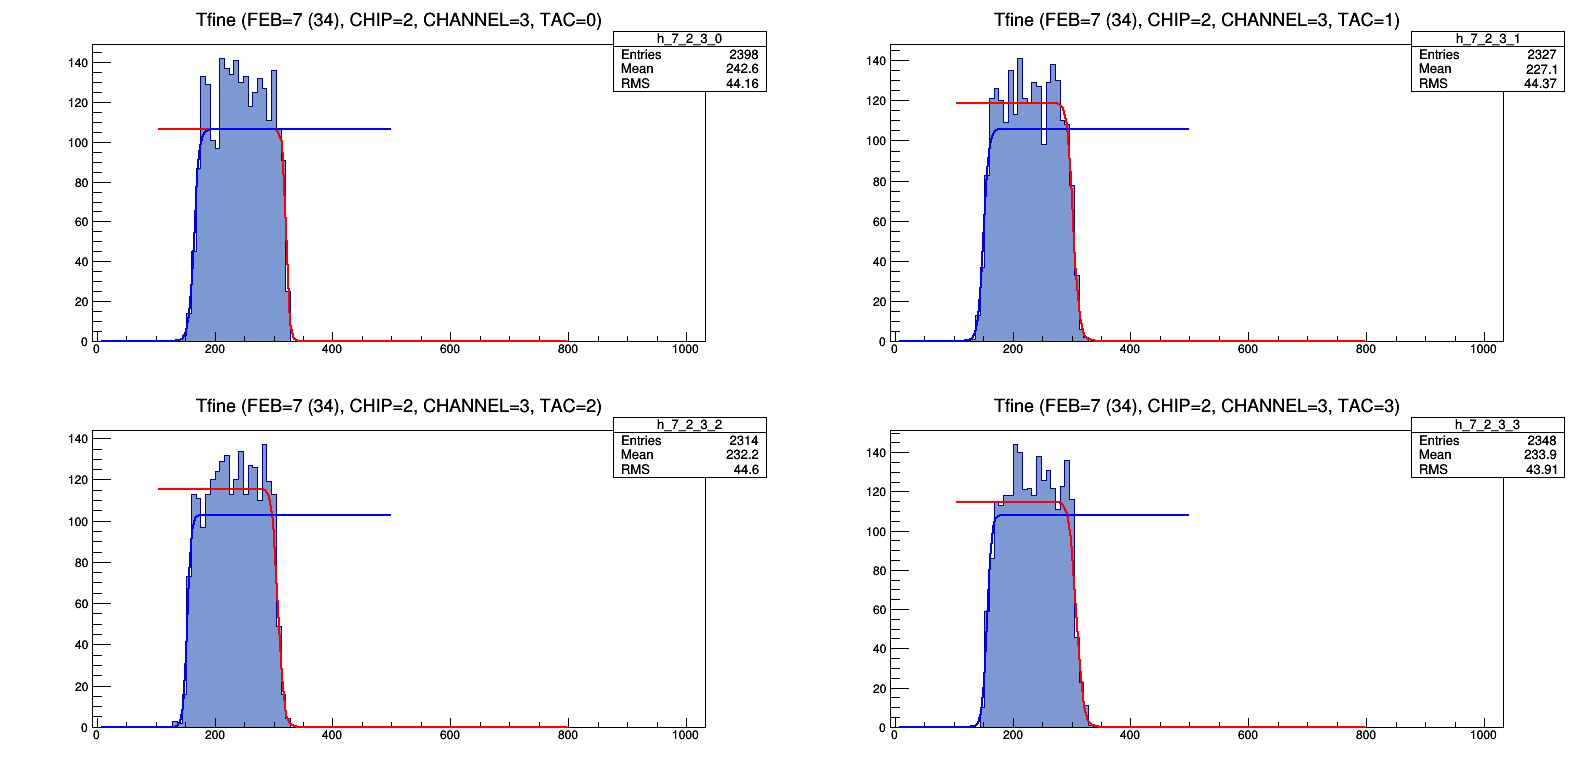 Tfine (FEB=7 (34), CHIP=2, CHANNEL=3, TAC=0)
h_7_2_3_0
Entries 2398
Mean 242.6
RMS 44.16
140
120
100
80
60
40
20
0
0 200 400 600 800 1000
Tfine (FEB=7 (34), CHIP=2, CHANNEL=3, TAC=1)
h_7_2_3_1
Entries 2327
Mean 227.1
RMS 44.37
140
120
100
80
60
40
20
0
0 200 400 600 800 1000
Tfine (FEB=7 (34), CHIP=2, CHANNEL=3, TAC=2)
h_7_2_3_2
Entries 2314
Mean 232.2
RMS 44.6
140
120
100
80
60
40
20
0
0 200 400 600 800 1000
Tfine (FEB=7 (34), CHIP=2, CHANNEL=3, TAC=3)
h_7_2_3_3
Entries 2348
Mean 233.9
RMS 43.91
140
120
100
80
60
40
20
0
0 200 400 600 800 1000